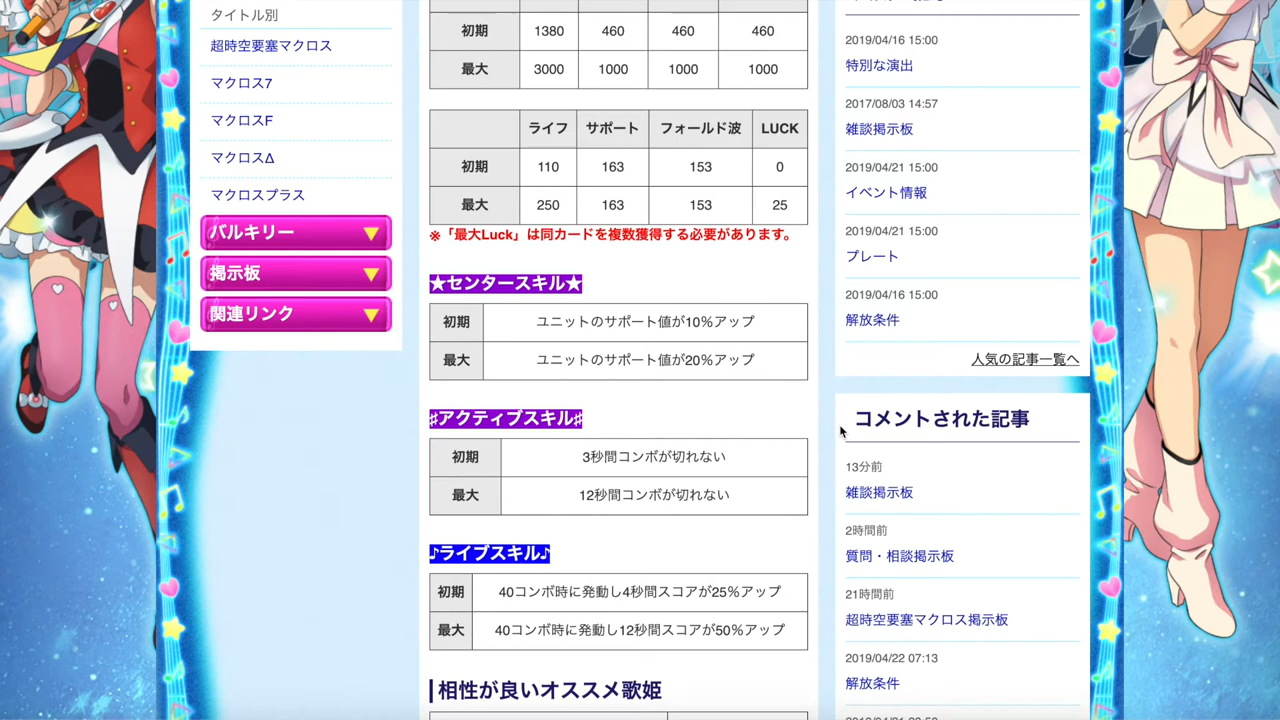 タイトル別
超時空要塞マクロス
マクロス7
マクロスF
マクロスΔ
マクロスプラス
バルキリー ▼
掲示板 ▼
関連リンク ▼
初期 1380 460 460 460
最大 3000 1000 1000 1000
ライフ サポート フォールド波 LUCK
初期 110 163 153 0
最大 250 163 153 25
※「最大Luck」は同カードを複数獲得する必要があります。
★センタースキル★
初期 ユニットのサポート値が10%アップ
最大 ユニットのサポート値が20%アップ
♯アクティブスキル♯
初期 3秒間コンボが切れない
最大 12秒間コンボが切れない
♪ライブスキル♪
初期 40コンボ時に発動し4秒間スコアが25%アップ
最大 40コンボ時に発動し12秒間スコアが50%アップ
相性が良いオススメ歌姫
2019/04/16 15:00
特別な演出
2017/08/03 14:57
雑談掲示板
2019/04/21 15:00
イベント情報
2019/04/21 15:00
プレート
2019/04/16 15:00
解放条件
人気の記事一覧へ
コメントされた記事
13分前
雑談掲示板
2時間前
質問・相談掲示板
21時間前
超時空要塞マクロス掲示板
2019/04/22 07:13
解放条件